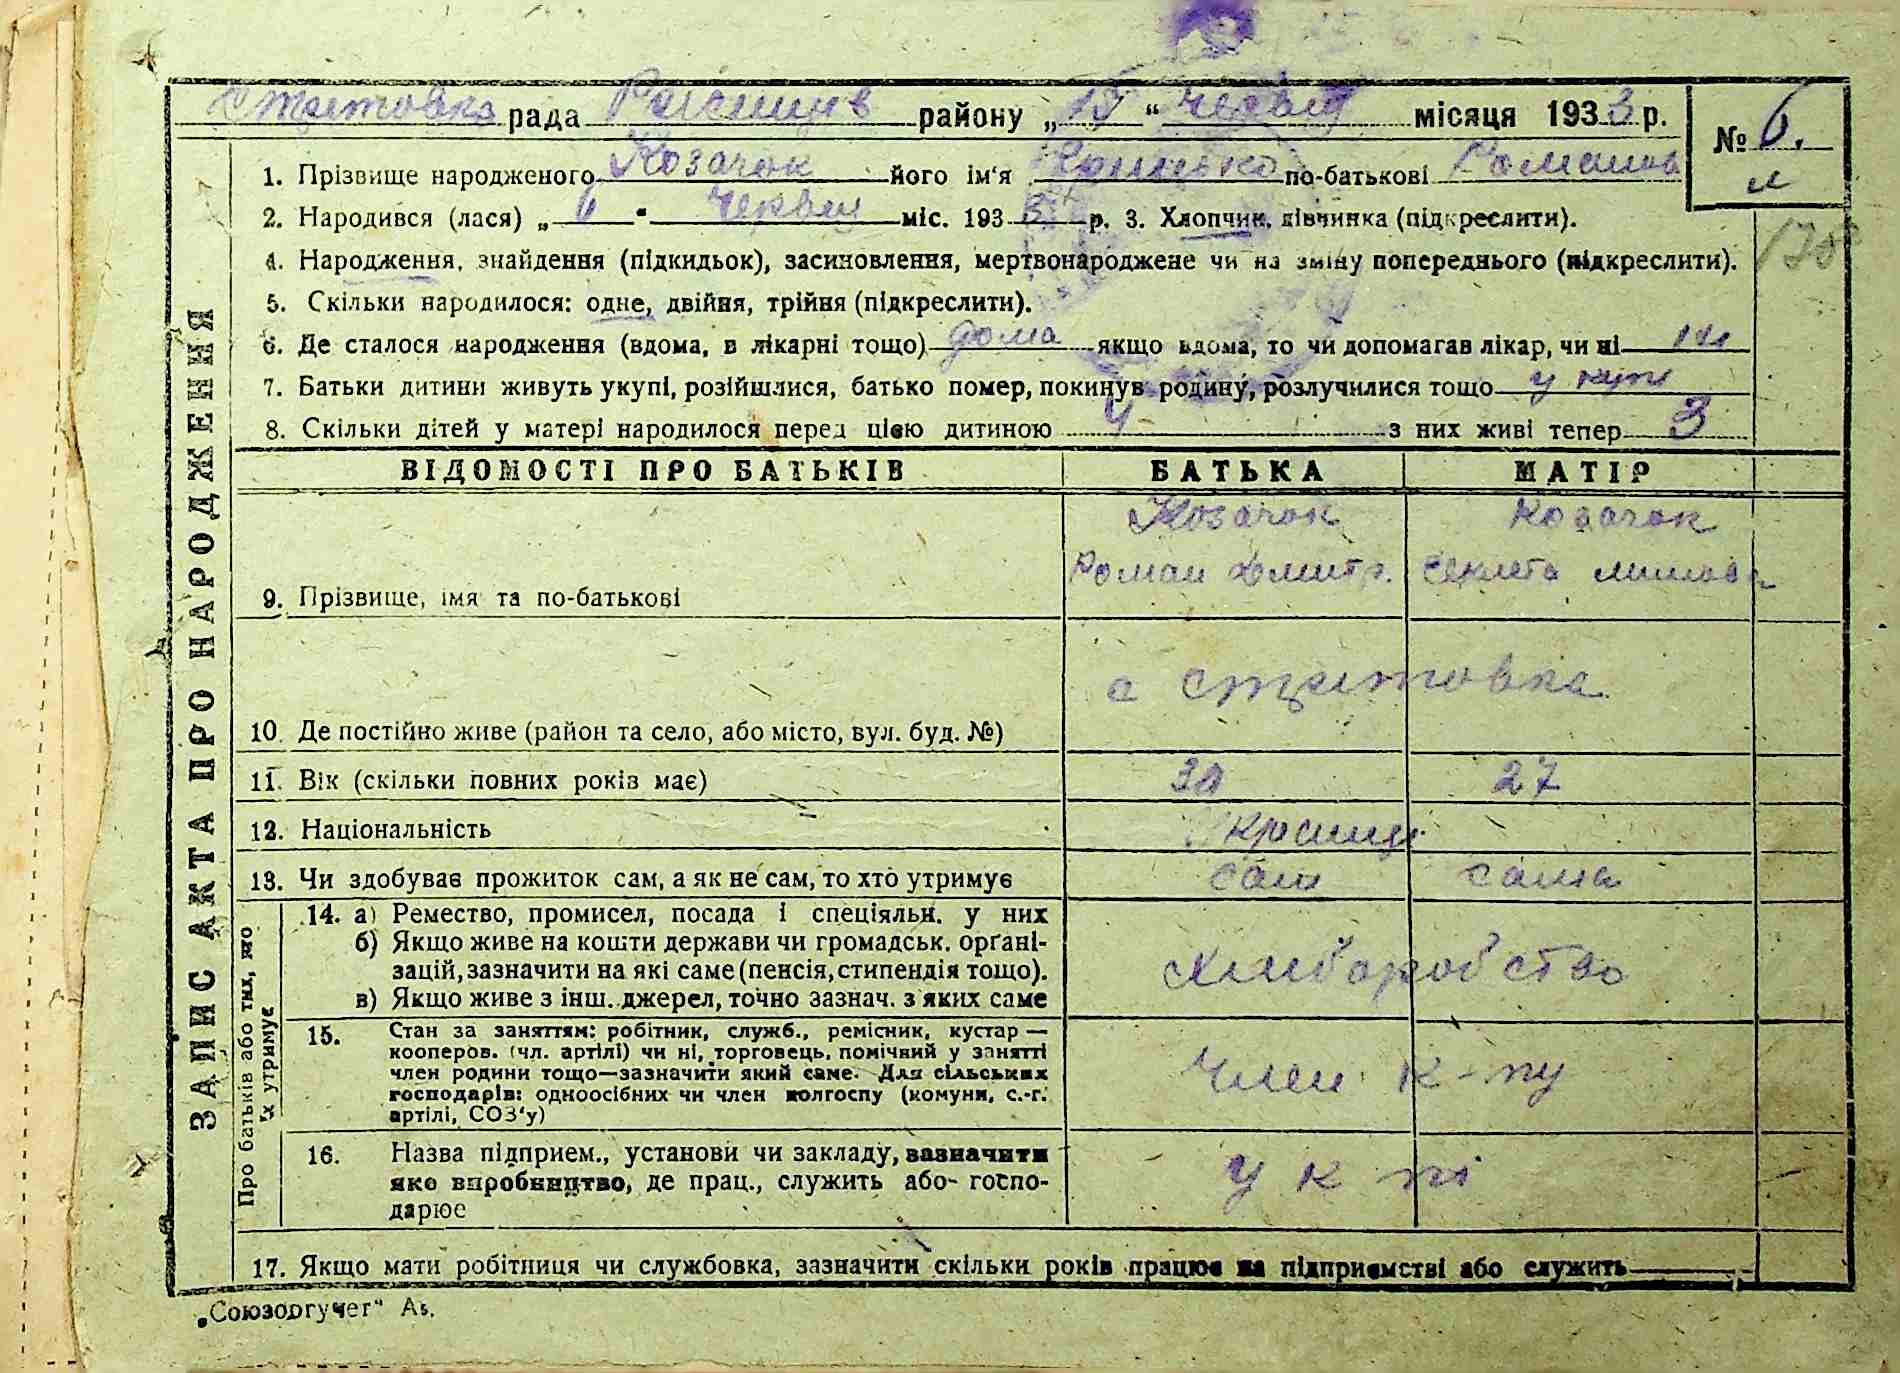 Стритовка рада Ржищів району „ 15 “ червня місяця 1933 р. № 6.
1. Прізвище народженого Козачок його ім'я Грицько по-батькові Романов м
2. Народився (лася) „ 6 " червня міс. 1933 р. 3. Хлопчик, дівчинка (підкреслити).
4. Народження, знайдення (підкидьок), засиновлення, мертвонароджене чи на зміну попереднього (підкреслити).
5. Скільки народилося: одне, двійня, трійня (підкреслити).
6. Де сталося народження (вдома, в лікарні тощо) дома якщо вдома, то чи допомагав лікар, чи ні ні
7. Батьки дитини живуть укупі, розійшлися, батько помер, покинув родину, розлучилися тощо у купі
8. Скільки дітей у матері народилося перед цією дитиною 4 з них живі тепер 3
ЗАПИС АКТА ПРО НАРОДЖЕННЯ
ВІДОМОСТІ ПРО БАТЬКІВ БАТЬКА МАТІР
Козачок Козачок
Роман Дмитр. Секлета
9. Прізвище, імя та по-батькові
с Стритовка
10. Де постійно живе (район та село, або місто, вул. буд. №)
11. Вік (скільки повних років має) 30 27
12. Національність Украинці
13. Чи здобуває прожиток сам, а як не сам, то хто утримує сам сама
Про батьків або тих, хто їх утримує
14. а) Ремество, промисел, посада і спеціяльн. у них
б) Якщо живе на кошти держави чи громадськ. органі-
зацій, зазначити на які саме (пенсія, стипендія тощо).
в) Якщо живе з інш. джерел, точно зазнач. з яких саме
хліборобство
15. Стан за заняттям: робітник, служб., ремісник, кустар —
кооперов. (чл. артілі) чи ні, торговець, помічний у занятті
член родини тощо—зазначити який саме. Для сільських
господарів: одноосібних чи член колгоспу (комуни, с.-г.
артілі, СОЗ'у)
Член к-пу
16. Назва підприєм., установи чи закладу, зазначити
яке виробництво, де прац., служить або госпо-
дарює
у к пі
17. Якщо мати робітниця чи службовка, зазначити скільки років працює на підприємстві або служить
„Союзоргучет“ А5.